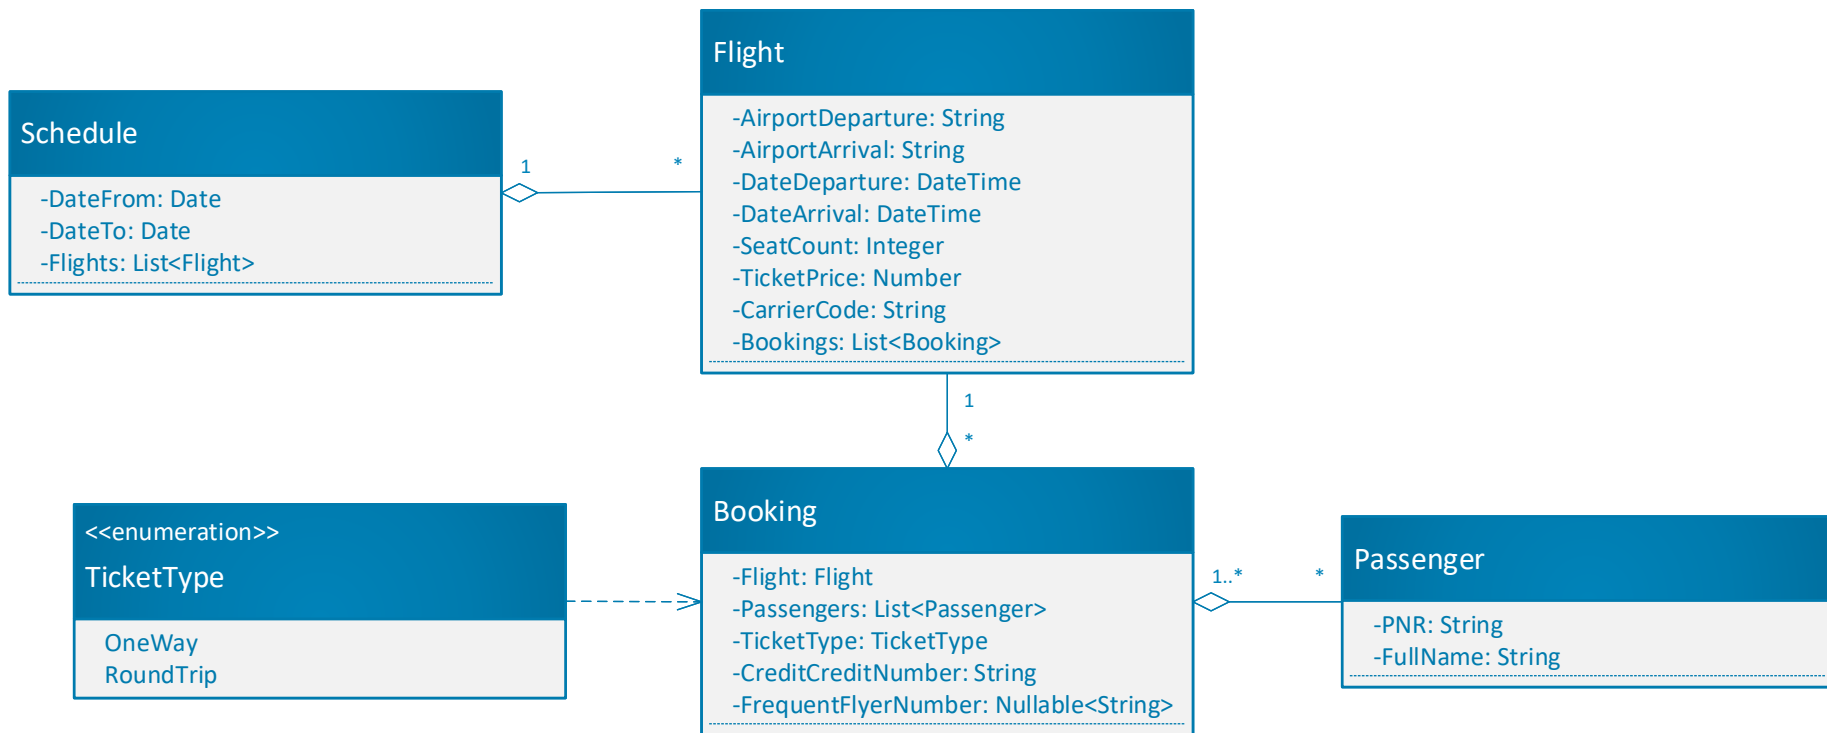 Schedule
-DateFrom: Date
-DateTo: Date
-Flights: List<Flight>
1
*
Flight
-AirportDeparture: String
-AirportArrival: String
-DateDeparture: DateTime
-DateArrival: DateTime
-SeatCount: Integer
-TicketPrice: Number
-CarrierCode: String
-Bookings: List<Booking>
1
*
<<enumeration>>
TicketType
OneWay
RoundTrip
Booking
-Flight: Flight
-Passengers: List<Passenger>
-TicketType: TicketType
-CreditCreditNumber: String
-FrequentFlyerNumber: Nullable<String>
1..*
*
Passenger
-PNR: String
-FullName: String